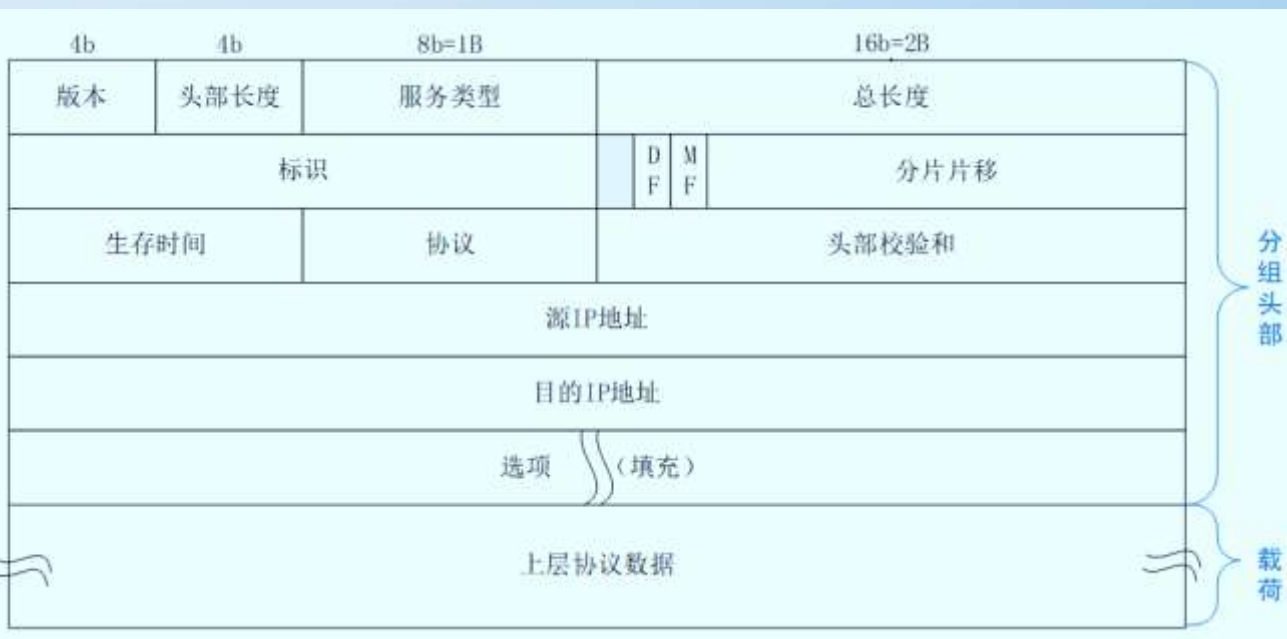 4b 4b 8b=1B 16b=2B
版本 头部长度 服务类型 总长度
标识 DF MF 分片片移
生存时间 协议 头部校验和
源IP地址
目的IP地址
选项 (填充)
上层协议数据
分组头部
载荷